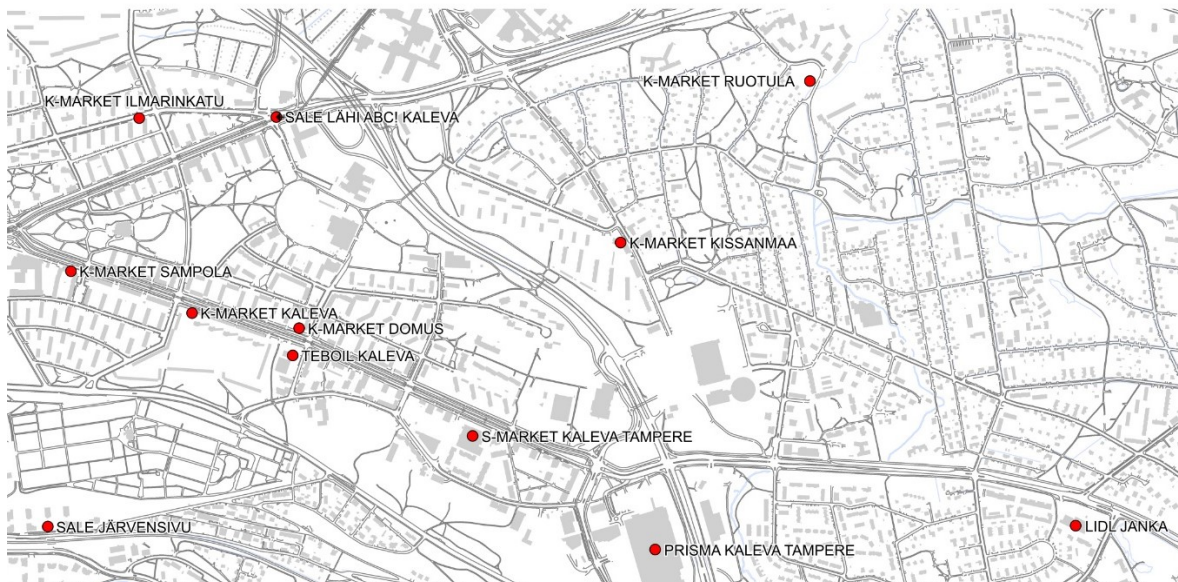 K-MARKET RUOTULA
K-MARKET ILMARINKATU
SALE LÄHI ABC! KALEVA
K-MARKET KISSANMAA
K-MARKET SAMPOLA
K-MARKET KALEVA
K-MARKET DOMUS
TEBOIL KALEVA
S-MARKET KALEVA TAMPERE
SALE JÄRVENSIVU
LIDL JANKA
PRISMA KALEVA TAMPERE